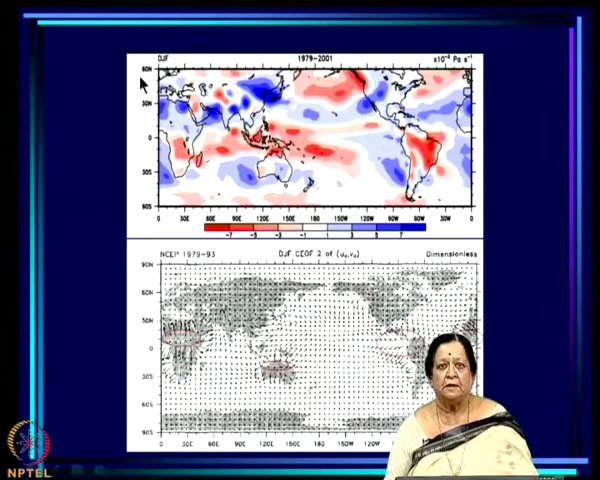 DJF 1979-2001 x10⁻² Pa s⁻¹
60N
30N
0
30S
60S
0 30E 60E 90E 120E 150E 180 150W 120W 90W 60W 30W 0
-7 -5 -3 -1 1 3 5 7
NCEP 1979-93 DJF CEOF 2 of Dimensionless
90N
60N
30N
0
30S
60S
90S
0 30E 60E 90E 120E 150E 180 150W 120W
NPTEL